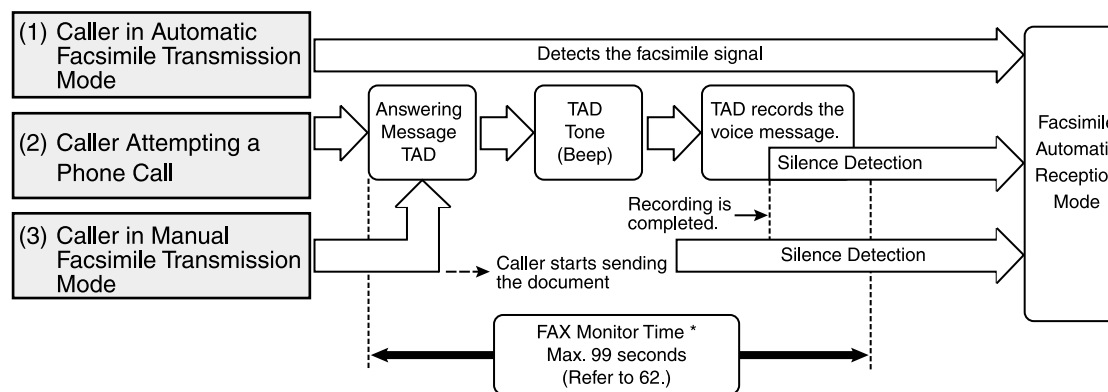 (1) Caller in Automatic
Facsimile Transmission
Mode
Detects the facsimile signal
(2) Caller Attempting a
Phone Call
Answering
Message
TAD
TAD
Tone
(Beep)
TAD records the
voice message.
Silence Detection
Recording is
completed.
(3) Caller in Manual
Facsimile Transmission
Mode
Silence Detection
Caller starts sending
the document
FAX Monitor Time *
Max. 99 seconds
(Refer to 62.)
Facsimile
Automati
Reception
Mode